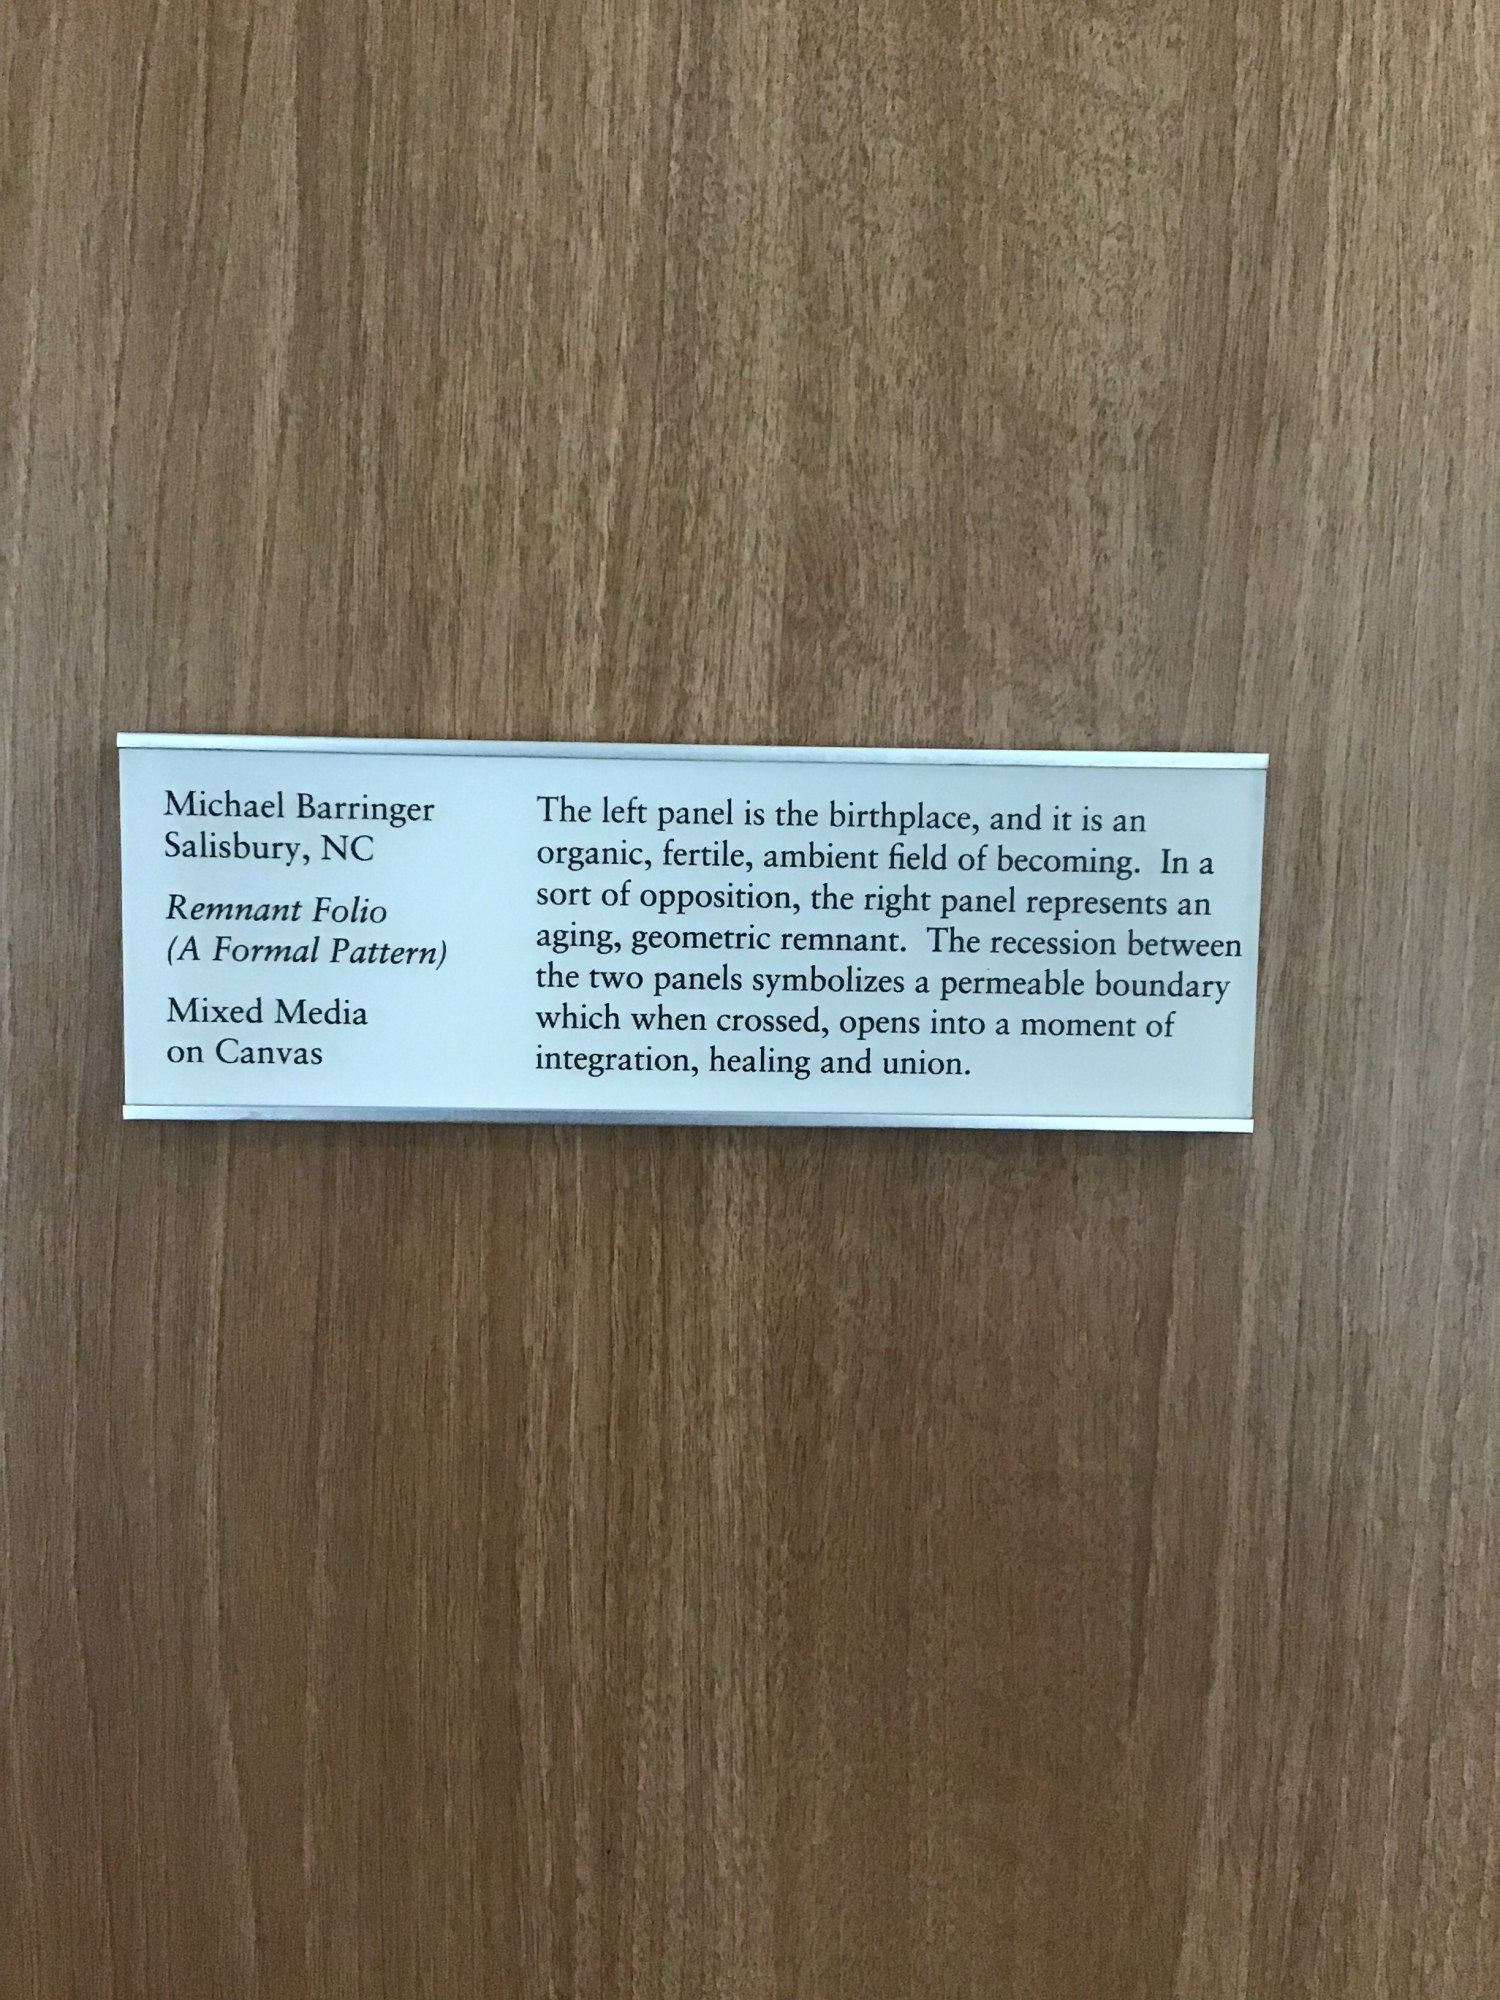 Michael Barringer
Salisbury, NC
Remnant Folio
(A Formal Pattern)
Mixed Media
on Canvas
The left panel is the birthplace, and it is an
organic, fertile, ambient field of becoming. In a
sort of opposition, the right panel represents an
aging, geometric remnant. The recession between
the two panels symbolizes a permeable boundary
which when crossed, opens into a moment of
integration, healing and union.